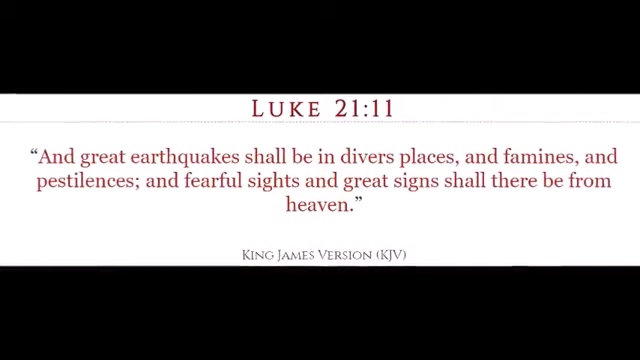 Luke 21:11
“And great earthquakes shall be in divers places, and famines, and
pestilences; and fearful sights and great signs shall there be from
heaven.”
King James Version (KJV)